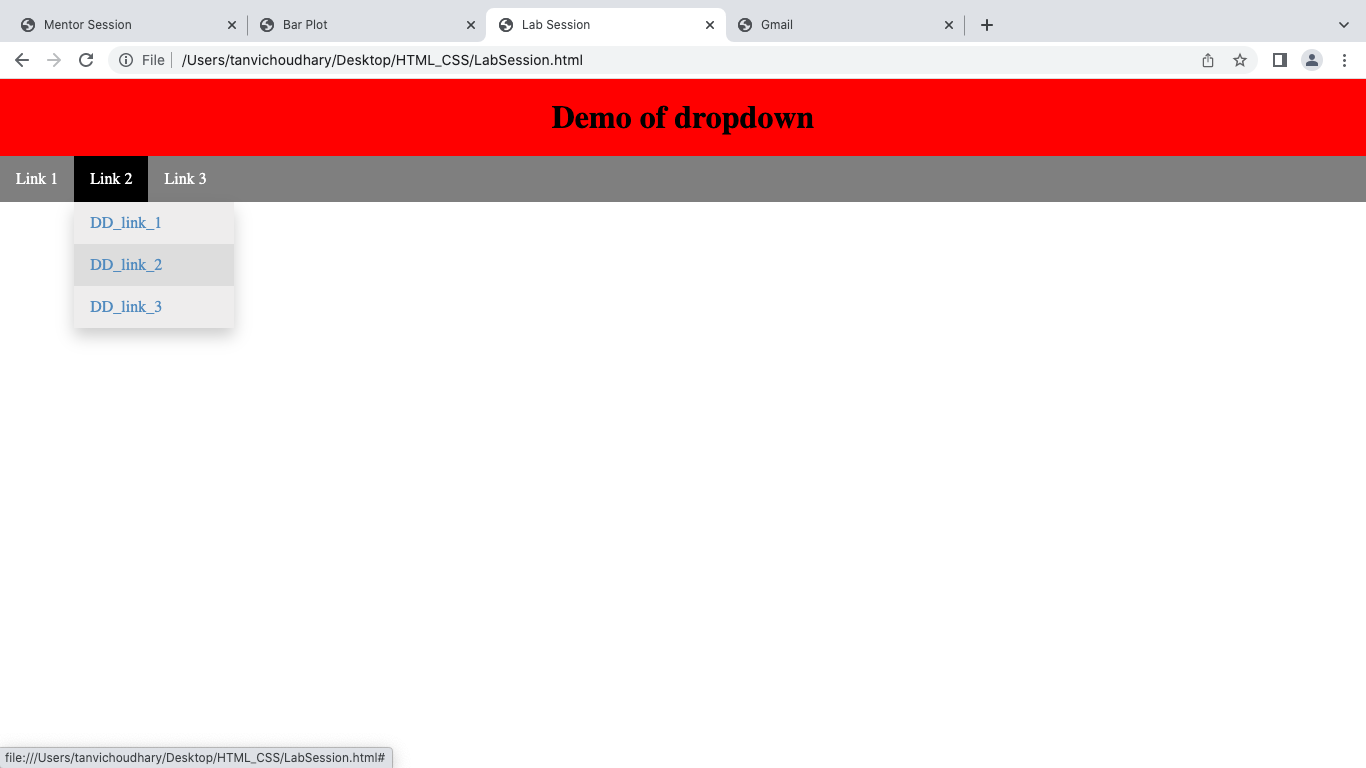 Mentor Session
Bar Plot
Lab Session
Gmail
File
/Users/tanvichoudhary/Desktop/HTML_CSS/LabSession.html
Demo of dropdown
Link 1
Link 2
Link 3
DD_link_1
DD_link_2
DD_link_3
file:///Users/tanvichoudhary/Desktop/HTML_CSS/LabSession.html#